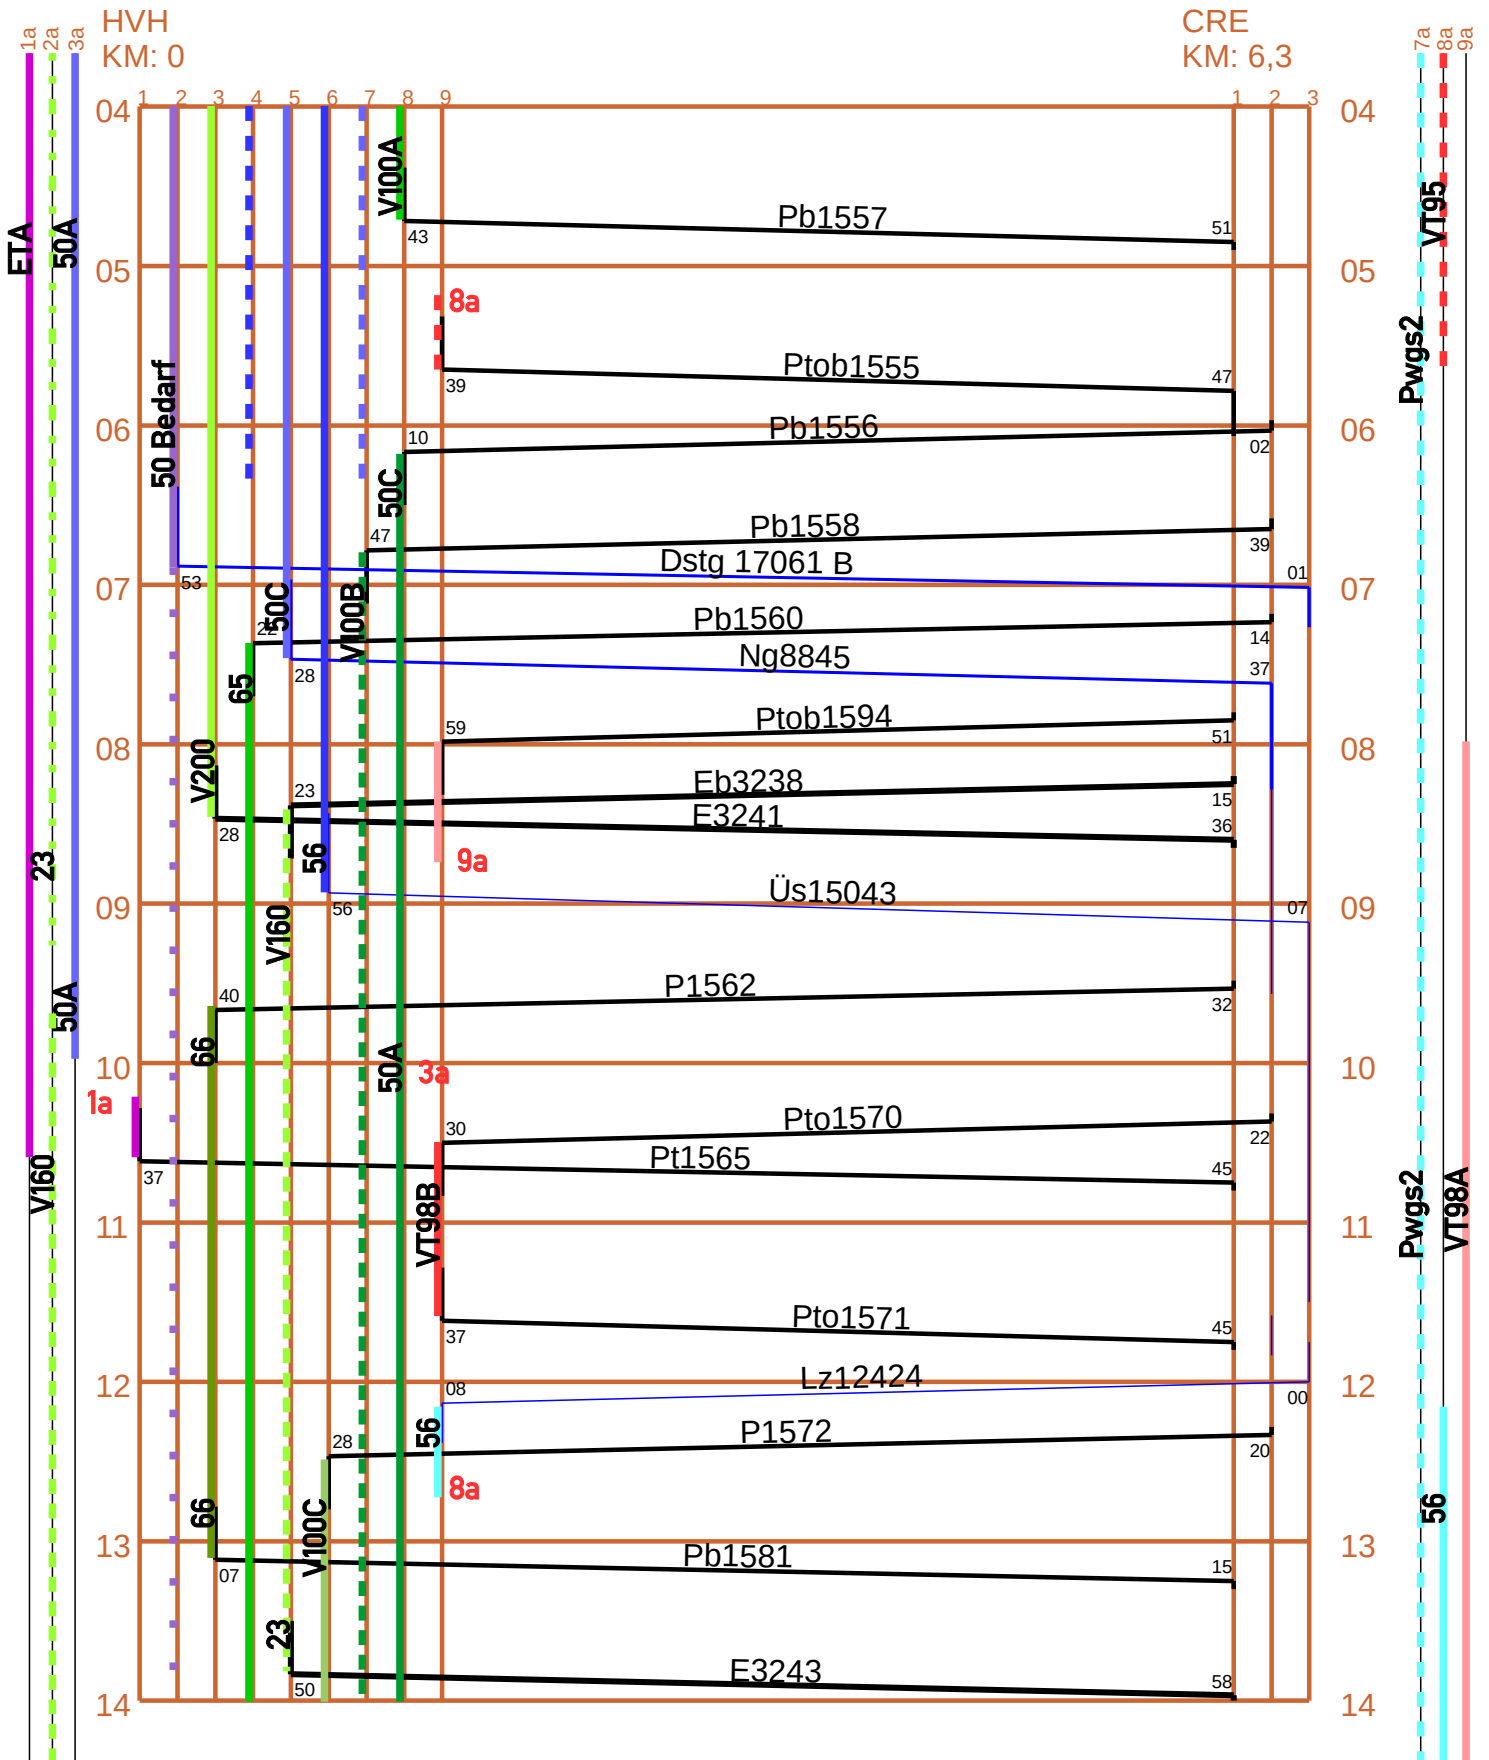 HVH
KM: 0
CRE
KM: 6,3
1a
2a
3a
7a
8a
9a
1 2 3 4 5 6 7 8 9
1 2 3
04
04
V100A
Pb1557
43
51
ETA
50A
VT95
05
05
8a
Ptob1555
39
47
Pwgs2
50 Bedarf
06
06
10
Pb1556
02
50C
47
Pb1558
39
Dstg 17061 B
53
01
07
07
50C
V100B
22
Pb1560
14
Ng8845
28
37
65
59
Ptob1594
51
08
08
V200
23
Eb3238
15
E3241
28
36
56
9a
23
Üs15043
56
07
09
09
V160
40
P1562
32
50A
66
10
10
50A
3a
1a
30
Pto1570
22
Pt1565
37
45
V160
VT98B
Pwgs2
VT98A
11
11
Pto1571
37
45
Lz12424
12
12
08
00
56
28
P1572
20
8a
66
V100C
56
13
13
Pb1581
07
15
23
E3243
50
58
14
14